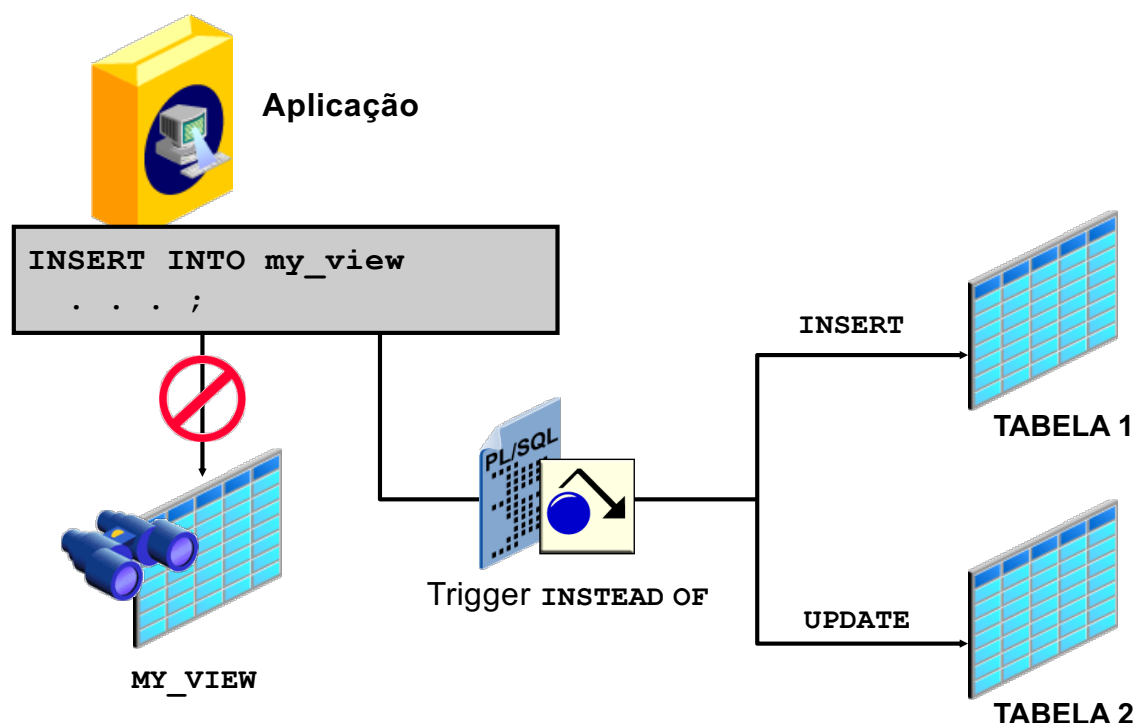 Aplicação
INSERT INTO my_view
. . . ;
INSERT
TABELA 1
PL/SQL
Trigger INSTEAD OF
UPDATE
MY_VIEW
TABELA 2